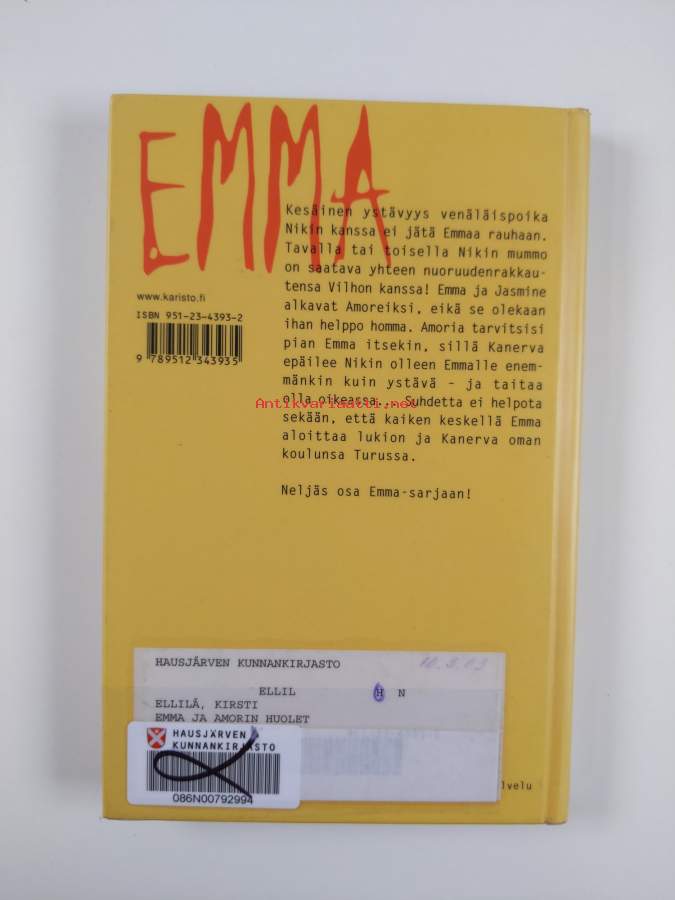 EMMA
Kesäinen ystävyys venäläispoika
Nikin kanssa ei jätä Emmaa rauhaan.
Tavalla tai toisella Nikin mummo
on saatava yhteen nuoruudenrakkau-
tensa Vilhon kanssa! Emma ja Jasmine
alkavat Amoreiksi, eikä se olekaan
ihan helppo homma. Amoria tarvitsisi
pian Emma itsekin, sillä Kanerva
epäilee Nikin olleen Emmalle enem-
mänkin kuin ystävä - ja taitaa
olla oikeassa... Suhdetta ei helpota
sekään, että kaiken keskellä Emma
aloittaa lukion ja Kanerva oman
koulunsa Turussa.
Neljäs osa Emma-sarjaan!
www.karisto.fi
ISBN 951-23-4393-2
9 789512 343935
Antikvariaatti.net
HAUSJÄRVEN KUNNANKIRJASTO
10.9.03
ELLIL H N
ELLILÄ, KIRSTI
EMMA JA AMORIN HUOLET
HAUSJÄRVEN
KUNNANKIRJASTO
086N00792994
lvelu